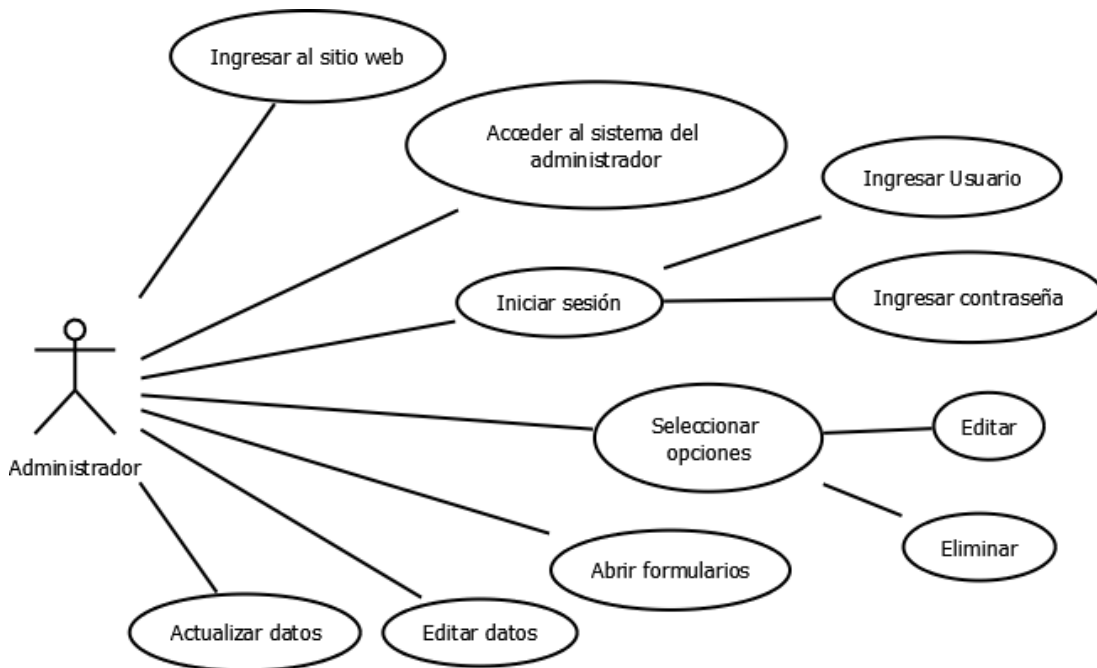 Ingresar al sitio web
Acceder al sistema del
administrador
Ingresar Usuario
Iniciar sesión
Ingresar contraseña
Seleccionar
opciones
Editar
Administrador
Eliminar
Abrir formularios
Actualizar datos
Editar datos